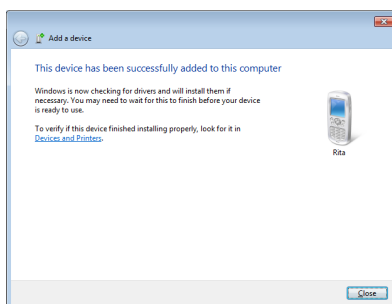 Add a device
This device has been successfully added to this computer
Windows is now checking for drivers and will install them if
necessary. You may need to wait for this to finish before your device
is ready to use.
To verify if this device finished installing properly, look for it in
Devices and Printers.
Rita
Close